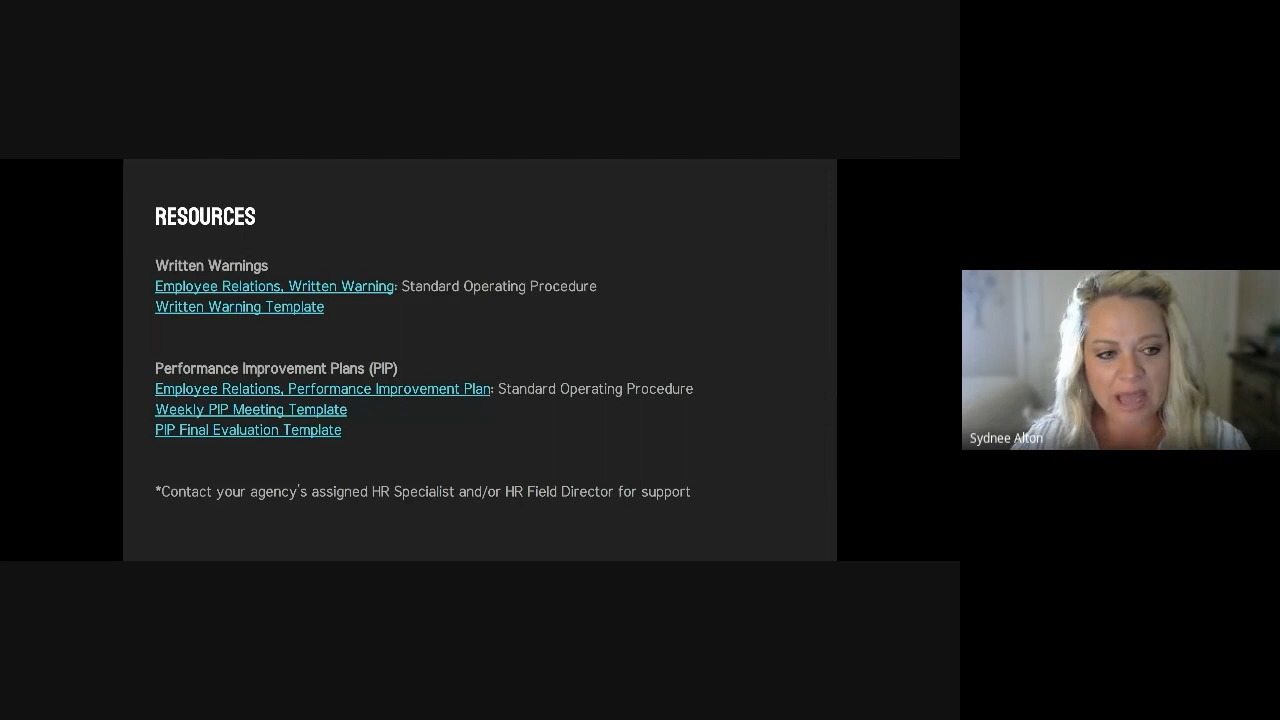 RESOURCES
Written Warnings
Employee Relations, Written Warning: Standard Operating Procedure
Written Warning Template
Performance Improvement Plans (PIP)
Employee Relations, Performance Improvement Plan: Standard Operating Procedure
Weekly PIP Meeting Template
PIP Final Evaluation Template
*Contact your agency's assigned HR Specialist and/or HR Field Director for support
Sydnee Alton